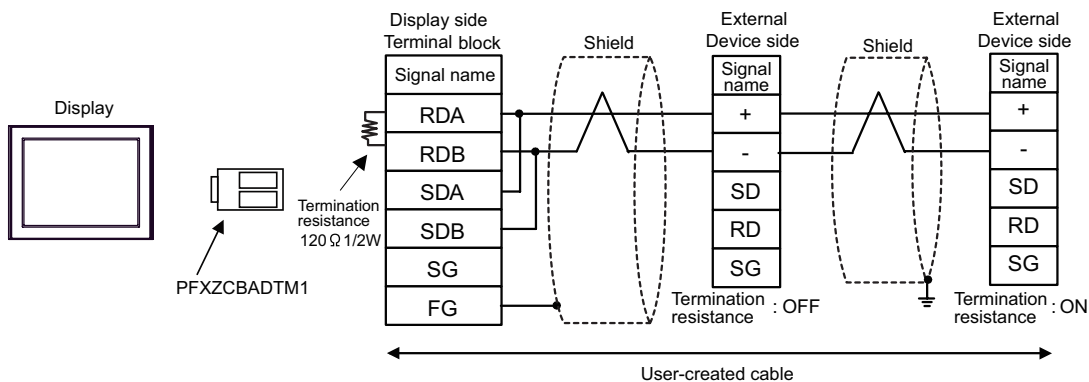 Display
PFXZCBADTM1
Termination
resistance
120 Ω 1/2W
Display side
Terminal block
Signal name
RDA
RDB
SDA
SDB
SG
FG
Shield
External
Device side
Signal
name
+
-
SD
RD
SG
Termination
resistance : OFF
Shield
External
Device side
Signal
name
+
-
SD
RD
SG
Termination
resistance : ON
User-created cable